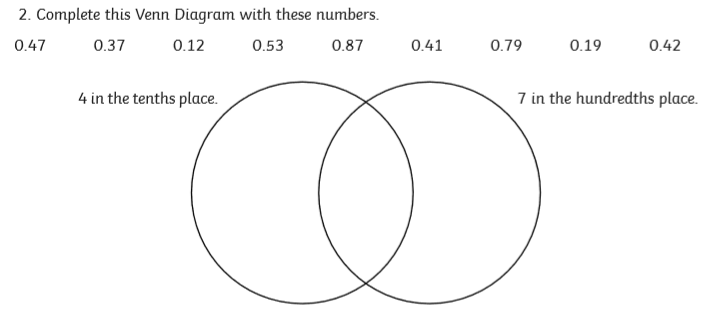 2. Complete this Venn Diagram with these numbers.
0.47 0.37 0.12 0.53 0.87 0.41 0.79 0.19 0.42
4 in the tenths place. 7 in the hundredths place.